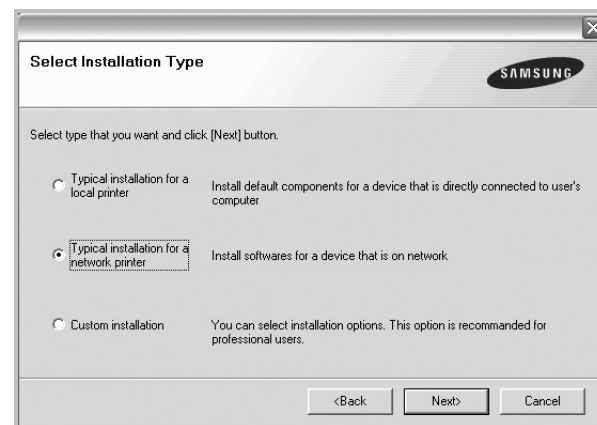 Select Installation Type
SAMSUNG
Select type that you want and click [Next] button.
Typical installation for a
local printer
Install default components for a device that is directly connected to user's
computer
Typical installation for a
network printer
Install softwares for a device that is on network
Custom installation
You can select installation options. This option is recommanded for
professional users.
<Back
Next>
Cancel